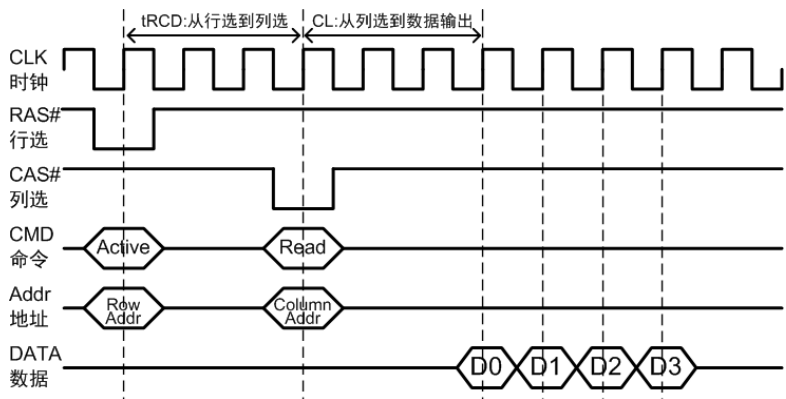 tRCD:从行选到列选 CL:从列选到数据输出
CLK
时钟
RAS#
行选
CAS#
列选
CMD
命令
Active Read
Addr
地址
Row Column
Addr Addr
DATA
数据
D0 D1 D2 D3